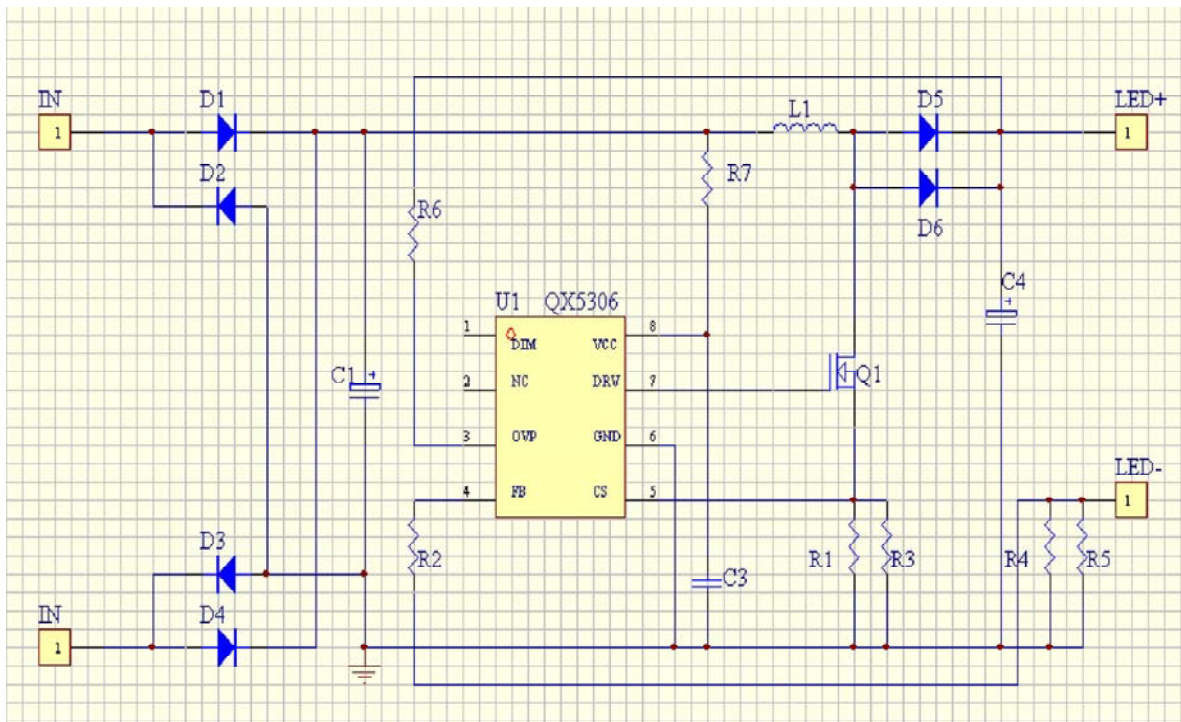 IN
1
D1
D2
L1
D5
D6
LED+
1
R7
R6
C4
U1 QX5306
1 DIM VCC 8
2 NC DRV 7
3 OVP GND 6
4 FB CS 5
C1 +
+
Q1
LED-
1
D3
D4
R2
C3
R1
R3
R4
R5
IN
1